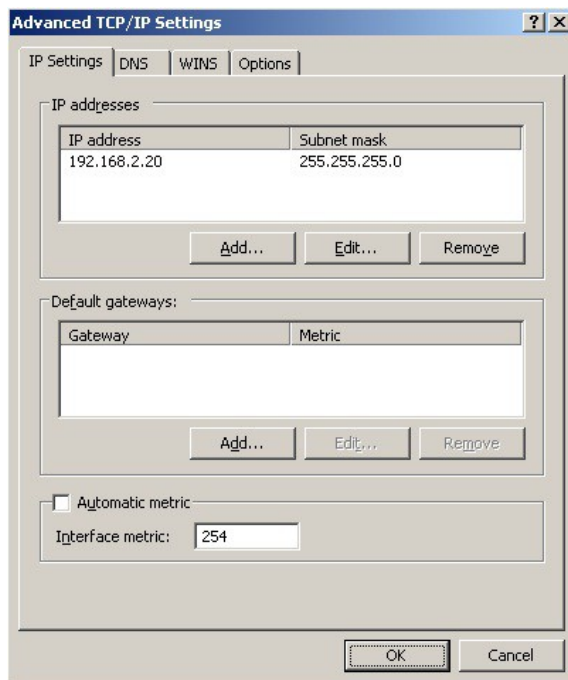 Advanced TCP/IP Settings
IP Settings DNS WINS Options
IP addresses
IP address Subnet mask
192.168.2.20 255.255.255.0
Add... Edit... Remove
Default gateways:
Gateway Metric
Add... Edit... Remove
Automatic metric
Interface metric: 254
OK Cancel